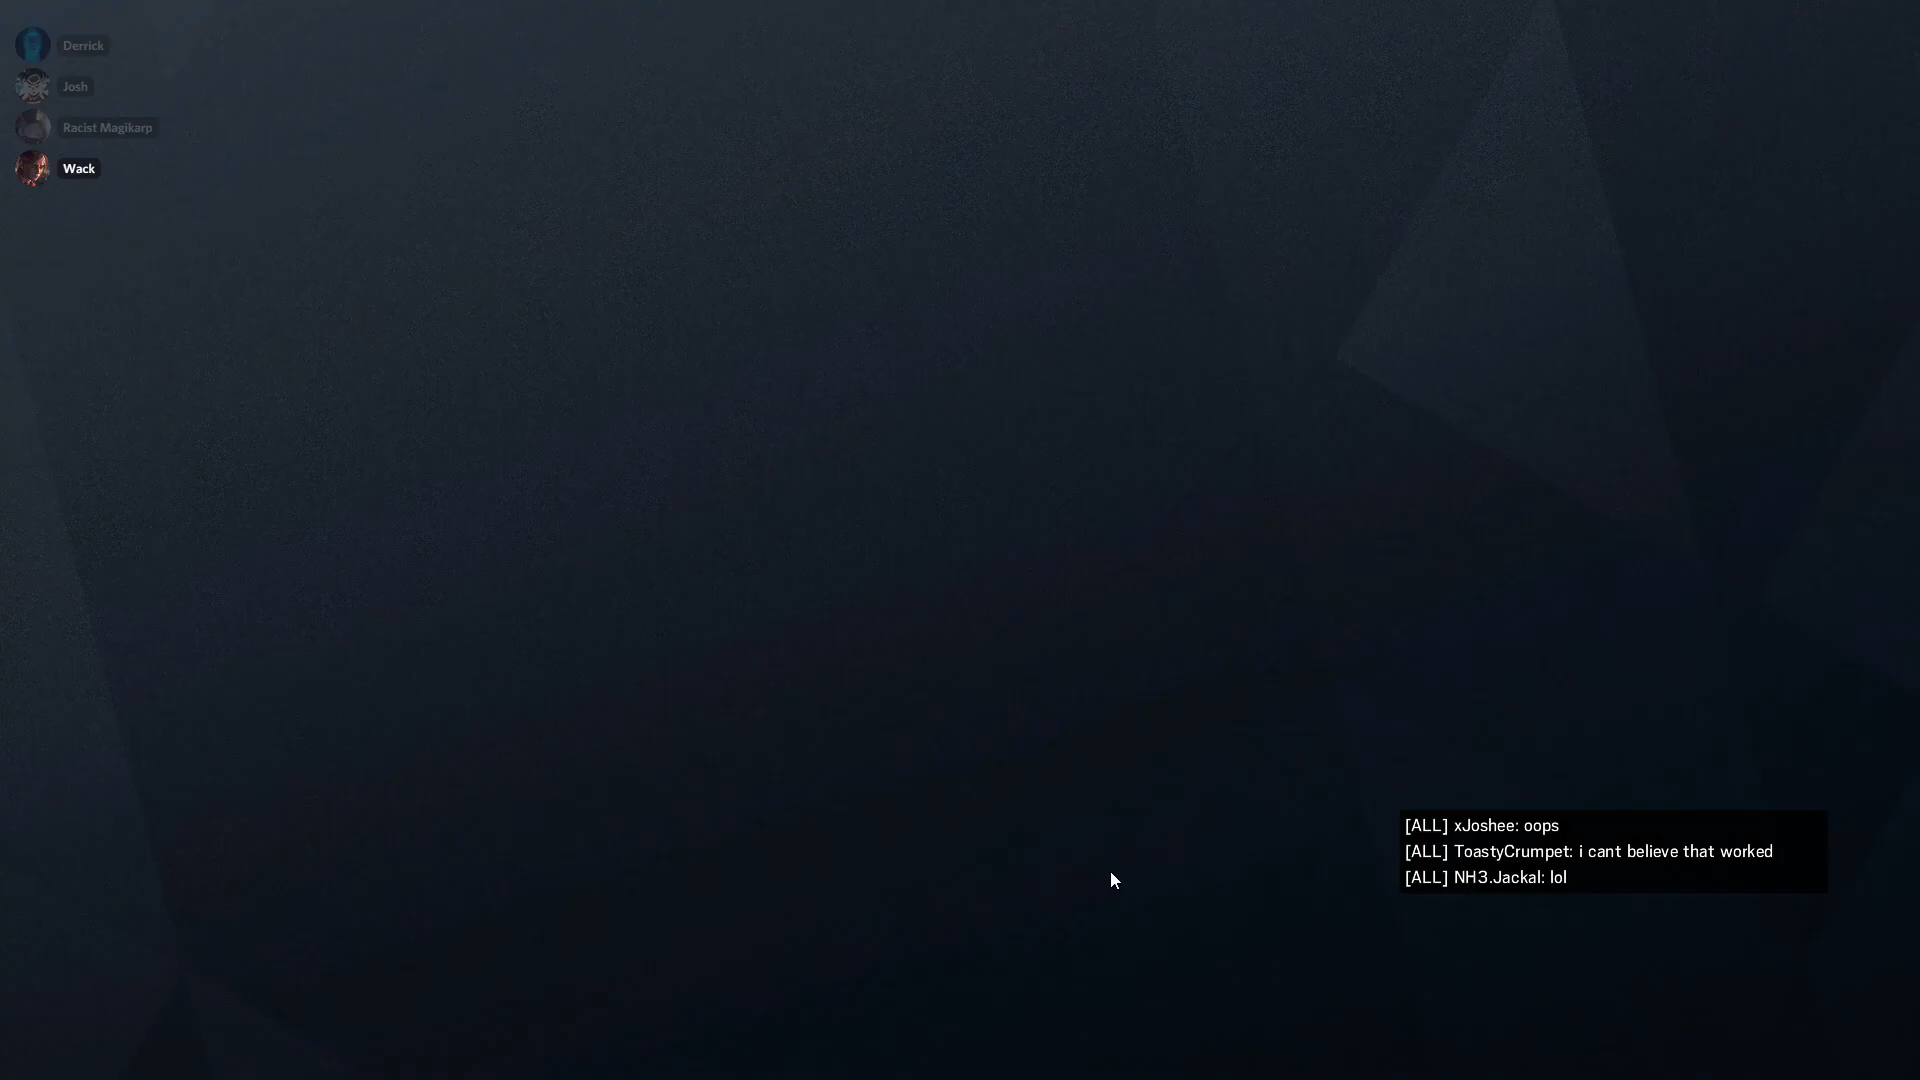 Derrick
Josh
Racist Magikarp
Wack
[ALL] xJoshee: oops
[ALL] ToastyCrumpet: i cant believe that worked
[ALL] NH3.Jackal: lol